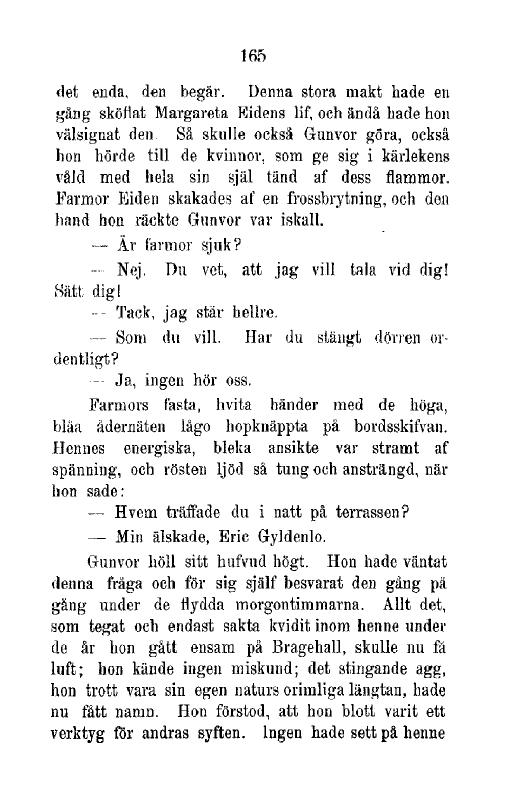 165
det enda, den begär. Denna stora makt hade en
gång sköflat Margareta Eidens lif, och ändå hade hon
välsignat den. Så skulle också Gunvor göra, också
hon hörde till de kvinnor, som ge sig i kärlekens
våld med hela sin själ tänd af dess flammor.
Farmor Eiden skakades af en frossbrytning, och den
hand hon räckte Gunvor var iskall.
— Är farmor sjuk?
— Nej. Du vet, att jag vill tala vid dig!
Sätt dig!
— Tack, jag står hellre.
— Som du vill. Har du stängt dörren or-
dentligt?
— Ja, ingen hör oss.
Farmors fasta, hvita händer med de höga,
blåa ådernäten lågo hopknäppta på bordsskifvan.
Hennes energiska, bleka ansikte var stramt af
spänning, och rösten ljöd så tung och ansträngd, när
hon sade:
— Hvem träffade du i natt på terrassen?
— Min älskade, Eric Gyldenlo.
Gunvor höll sitt hufvud högt. Hon hade väntat
denna fråga och för sig själf besvarat den gång på
gång under de flydda morgontimmarna. Allt det,
som tegat och endast sakta kvidit inom henne under
de år hon gått ensam på Bragehall, skulle nu få
luft; hon kände ingen miskund; det stingande agg,
hon trott vara sin egen naturs orimliga längtan, hade
nu fått namn. Hon förstod, att hon blott varit ett
verktyg för andras syften. Ingen hade sett på henne